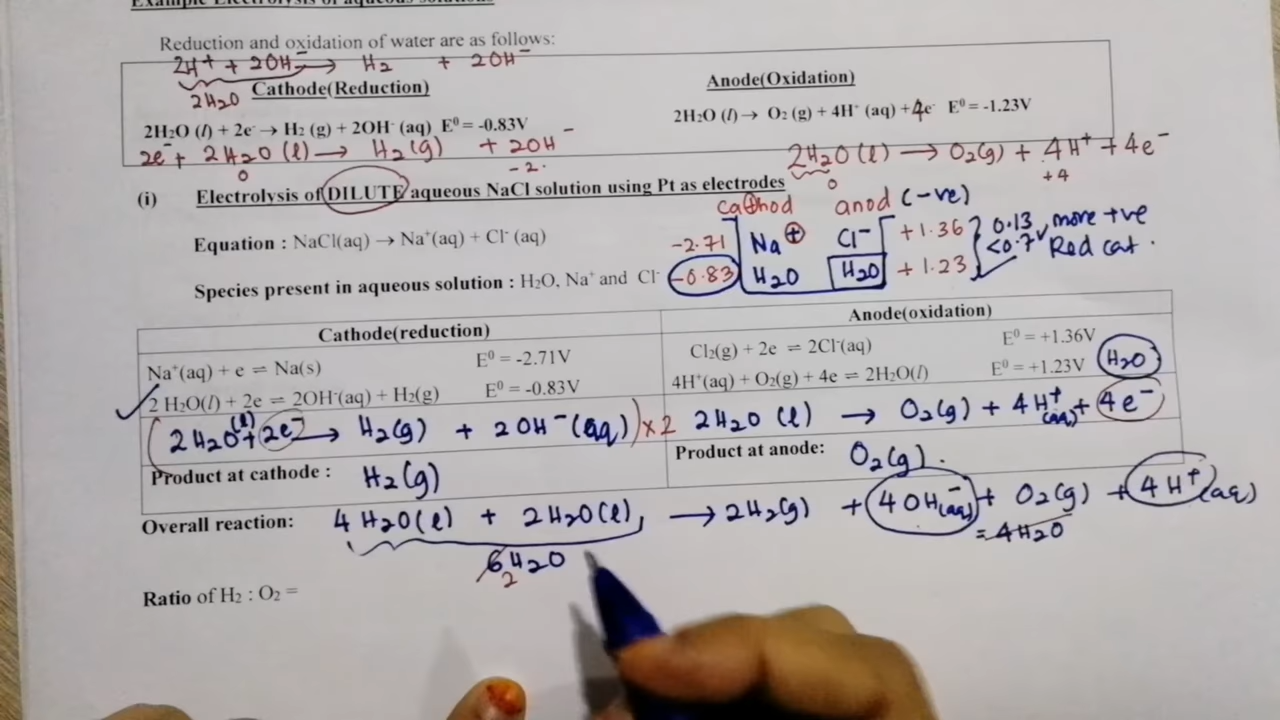 Example Electrolysis of aqueous solutions
Reduction and oxidation of water are as follows:
2H⁺ + 2OH⁻ → H₂ + 2OH⁻
2H₂O
Cathode(Reduction)
Anode(Oxidation)
2H₂O (l) + 2e⁻ → H₂ (g) + 2OH⁻ (aq) E⁰ = -0.83V
2H₂O (l) → O₂ (g) + 4H⁺ (aq) + 4e⁻ E⁰ = -1.23V
2e⁻ + 2H₂O (l) → H₂(g) + 2OH⁻
0 -2
2H₂O (l) → O₂(g) + 4H⁺ + 4e⁻
0 +4
(i) Electrolysis of DILUTE aqueous NaCl solution using Pt as electrodes
cathod anod (-ve)
Equation : NaCl(aq) → Na⁺(aq) + Cl⁻ (aq)
-2.71 Na⁺ Cl⁻ +1.36 0.13 more +ve
<0.7V Red cat.
Species present in aqueous solution : H₂O, Na⁺ and Cl⁻
-0.83 H₂O H₂O +1.23
Cathode(reduction)
Anode(oxidation)
Na⁺(aq) + e ⇌ Na(s) E⁰ = -2.71V
2 H₂O(l) + 2e ⇌ 2OH⁻(aq) + H₂(g) E⁰ = -0.83V
Cl₂(g) + 2e ⇌ 2Cl⁻(aq) E⁰ = +1.36V
4H⁺(aq) + O₂(g) + 4e ⇌ 2H₂O(l) E⁰ = +1.23V H₂O
(2H₂O(l) + 2e⁻ → H₂(g) + 2OH⁻(aq)) ×2
2H₂O (l) → O₂(g) + 4H⁺(aq) + 4e⁻
Product at cathode : H₂(g)
Product at anode: O₂(g).
Overall reaction: 4H₂O(l) + 2H₂O(l) → 2H₂(g) + 4OH⁻(aq) + O₂(g) + 4H⁺(aq)
= 4H₂O
6H₂O
2
Ratio of H₂ : O₂ =